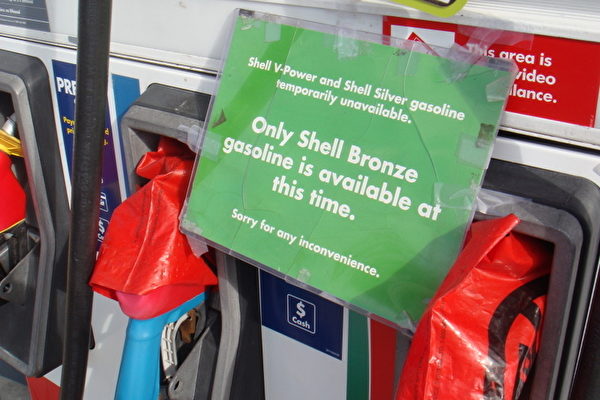 Shell V-Power and Shell Silver gasoline
temporarily unavailable.
Only Shell Bronze
gasoline is available at
this time.
Sorry for any inconvenience.
This area is
video
$
Cash